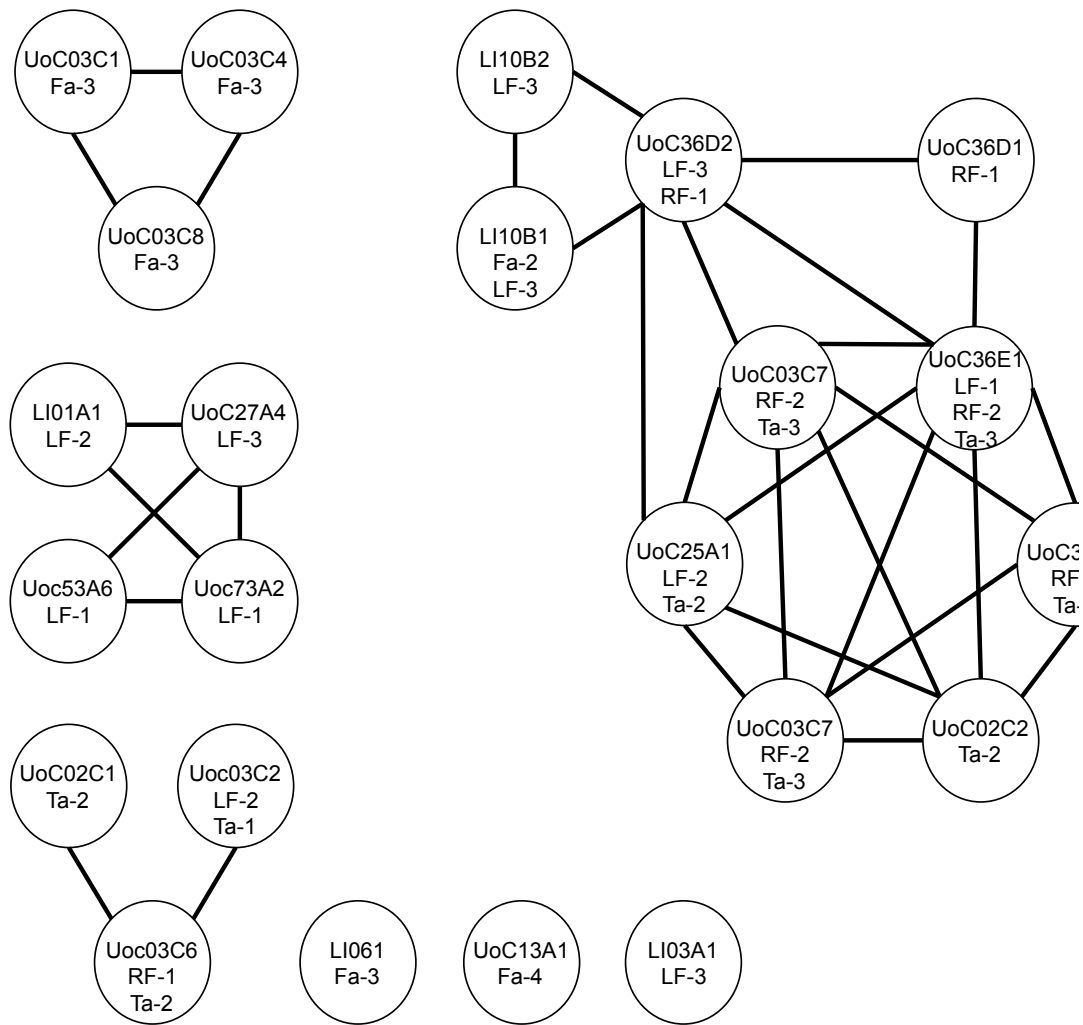 UoC03C1
Fa-3
UoC03C4
Fa-3
UoC03C8
Fa-3
LI10B2
LF-3
UoC36D2
LF-3
RF-1
UoC36D1
RF-1
LI10B1
Fa-2
LF-3
LI01A1
LF-2
UoC27A4
LF-3
UoC03C7
RF-2
Ta-3
UoC36E1
LF-1
RF-2
Ta-3
Uoc53A6
LF-1
Uoc73A2
LF-1
UoC25A1
LF-2
Ta-2
UoC3
RF
Ta-
UoC03C7
RF-2
Ta-3
UoC02C2
Ta-2
UoC02C1
Ta-2
Uoc03C2
LF-2
Ta-1
Uoc03C6
RF-1
Ta-2
LI061
Fa-3
UoC13A1
Fa-4
LI03A1
LF-3